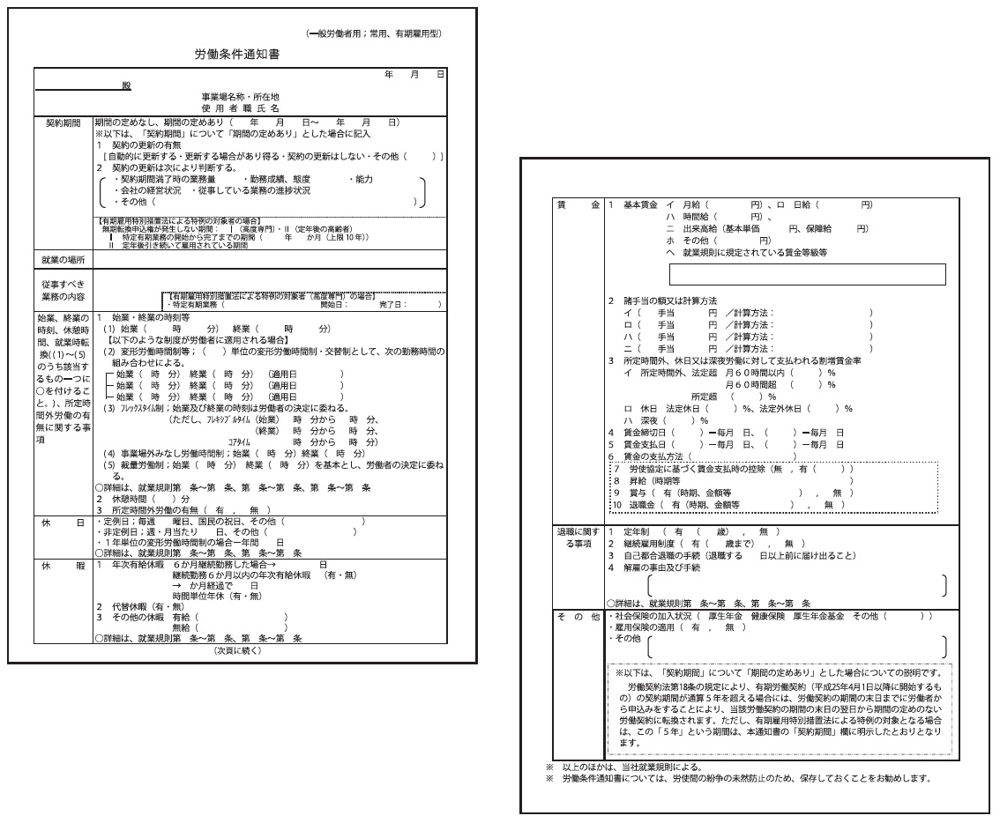 （一般労働者用；常用、有期雇用型）
労働条件通知書
年　　月　　日
殿
事業場名称・所在地
使 用 者 職 氏 名
契約期間
期間の定めなし、期間の定めあり（　　年　　月　　日～　　年　　月　　日）
※以下は、「契約期間」について「期間の定めあり」とした場合に記入
１　契約の更新の有無
［自動的に更新する・更新する場合があり得る・契約の更新はしない・その他（　　　）］
２　契約の更新は次により判断する。
・契約期間満了時の業務量　　　・勤務成績、態度　　　　・能力
・会社の経営状況　・従事している業務の進捗状況
・その他（　　　　　　　　　　　　　　　　　　　　　　　　　　　）
【有期雇用特別措置法による特例の対象者の場合】
無期転換申込権が発生しない期間：　Ⅰ（高度専門）・Ⅱ（定年後の高齢者）
Ⅰ　特定有期業務の開始から完了までの期間（　　　年　　か月（上限10年））
Ⅱ　定年後引き続いて雇用されている期間
就業の場所
従事すべき
業務の内容
【有期雇用特別措置法による特例の対象者（高度専門）の場合】
・特定有期業務（　　　　　　　　　　　開始日：　　　　完了日：　　　　）
始業、終業の
時刻、休憩時
間、就業時転
換((1)～(5)
のうち該当す
るもの一つに
○を付けるこ
と。)、所定時
間外労働の有
無に関する事
項
１　始業・終業の時刻等
(１) 始業（　　　時　　　分）　終業（　　　時　　　分）
【以下のような制度が労働者に適用される場合】
(２) 変形労働時間制等；（　　）単位の変形労働時間制・交替制として、次の勤務時間の
組み合わせによる。
始業（　時　分）　終業（　時　分）　（適用日　　　　　）
始業（　時　分）　終業（　時　分）　（適用日　　　　　）
始業（　時　分）　終業（　時　分）　（適用日　　　　　）
(３) ﾌﾚｯｸｽﾀｲﾑ制；始業及び終業の時刻は労働者の決定に委ねる。
（ただし、ﾌﾚｷｼﾌﾞﾙﾀｲﾑ（始業）　時　分から　　時　分、
（終業）　時　分から　　時　分、
ｺｱﾀｲﾑ　　　　　時　分から　　時　分）
(４) 事業場外みなし労働時間制；始業（　時　分）終業（　時　分）
(５) 裁量労働制；始業（　時　分）　終業（　時　分）を基本とし、労働者の決定に委ね
る。
○詳細は、就業規則第　条～第　条、第　条～第　条、第　条～第　条
２　休憩時間（　　）分
３　所定時間外労働の有無（　有　，　無　）
休　　　日
・定例日；毎週　　曜日、国民の祝日、その他（　　　　　　　　）
・非定例日；週・月当たり　　日、その他（　　　　　　　　　）
・１年単位の変形労働時間制の場合－年間　　日
○詳細は、就業規則第　条～第　条、第　条～第　条
休　　　暇
１　年次有給休暇　６か月継続勤務した場合→　　　　　日
継続勤務６か月以内の年次有給休暇　（有・無）
→　か月経過で　　日
時間単位年休（有・無）
２　代替休暇（有・無）
３　その他の休暇　有給（　　　　　　　　　）
無給（　　　　　　　　　）
○詳細は、就業規則第　条～第　条、第　条～第　条
（次頁に続く）
賃　　　金
１　基本賃金　イ　月給（　　　　　円）、ロ　日給（　　　　　円）
ハ　時間給（　　　　円）、
ニ　出来高給（基本単価　　　円、保障給　　　円）
ホ　その他（　　　　　円）
ヘ　就業規則に規定されている賃金等級等
２　諸手当の額又は計算方法
イ（　　手当　　　円　／計算方法：　　　　　　　　　　）
ロ（　　手当　　　円　／計算方法：　　　　　　　　　　）
ハ（　　手当　　　円　／計算方法：　　　　　　　　　　）
ニ（　　手当　　　円　／計算方法：　　　　　　　　　　）
３　所定時間外、休日又は深夜労働に対して支払われる割増賃金率
イ　所定時間外、法定超　月６０時間以内（　　　）％
月６０時間超　（　　　）％
所定超　（　　　）％
ロ　休日　法定休日（　　　）％、法定外休日（　　　）％
ハ　深夜（　　　）％
４　賃金締切日（　　　）－毎月　日、（　　　）－毎月　日
５　賃金支払日（　　　）－毎月　日、（　　　）－毎月　日
６　賃金の支払方法（　　　　　　　　　　　）
７　労使協定に基づく賃金支払時の控除（無　，有（　　　））
８　昇給（時期等　　　　　　　　　　　　　　　　　　）
９　賞与（　有（時期、金額等　　　　　　　　）　，　無　）
10　退職金（　有（時期、金額等　　　　　　　）　，　無　）
退職に関す
る事項
１　定年制　（　有　（　　歳）　，　無　）
２　継続雇用制度（　有（　　歳まで）　，　無　）
３　自己都合退職の手続（退職する　　日以上前に届け出ること）
４　解雇の事由及び手続
○詳細は、就業規則第　条～第　条、第　条～第　条
そ　の　他
・社会保険の加入状況（　厚生年金　健康保険　厚生年金基金　その他（　　　　））
・雇用保険の適用（　有　，　無　）
・その他
※以下は、「契約期間」について「期間の定めあり」とした場合についての説明です。
労働契約法第18条の規定により、有期労働契約（平成25年4月1日以降に開始するも
の）の契約期間が通算５年を超える場合には、労働契約の期間の末日までに労働者か
ら申込みをすることにより、当該労働契約の期間の末日の翌日から期間の定めのない
労働契約に転換されます。ただし、有期雇用特別措置法による特例の対象となる場合
は、この「５年」という期間は、本通知書の「契約期間」欄に明示したとおりとなり
ます。
※　以上のほかは、当社就業規則による。
※　労働条件通知書については、労使間の紛争の未然防止のため、保存しておくことをお勧めします。